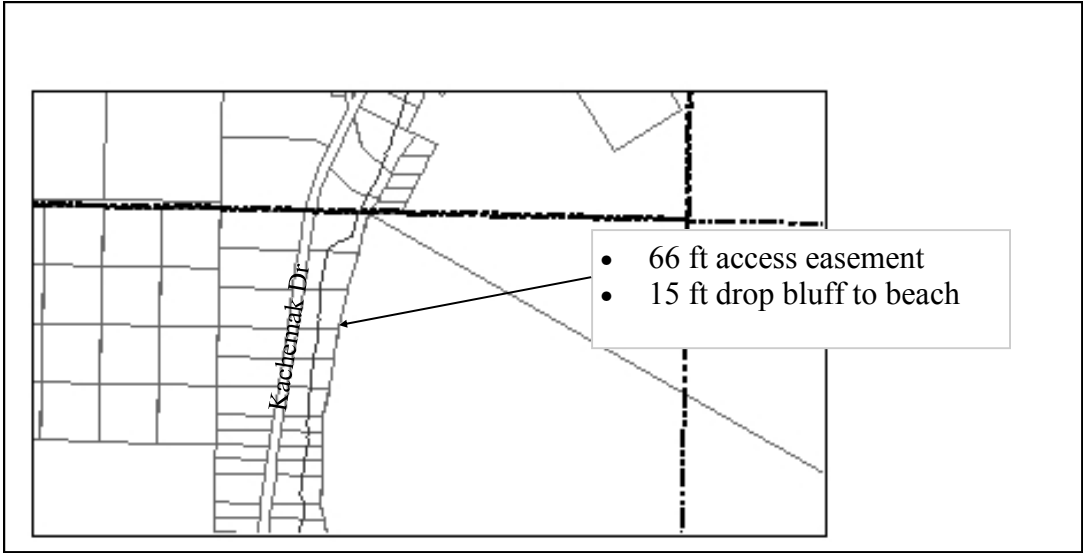 • 66 ft access easement
• 15 ft drop bluff to beach
Kachemak Dr